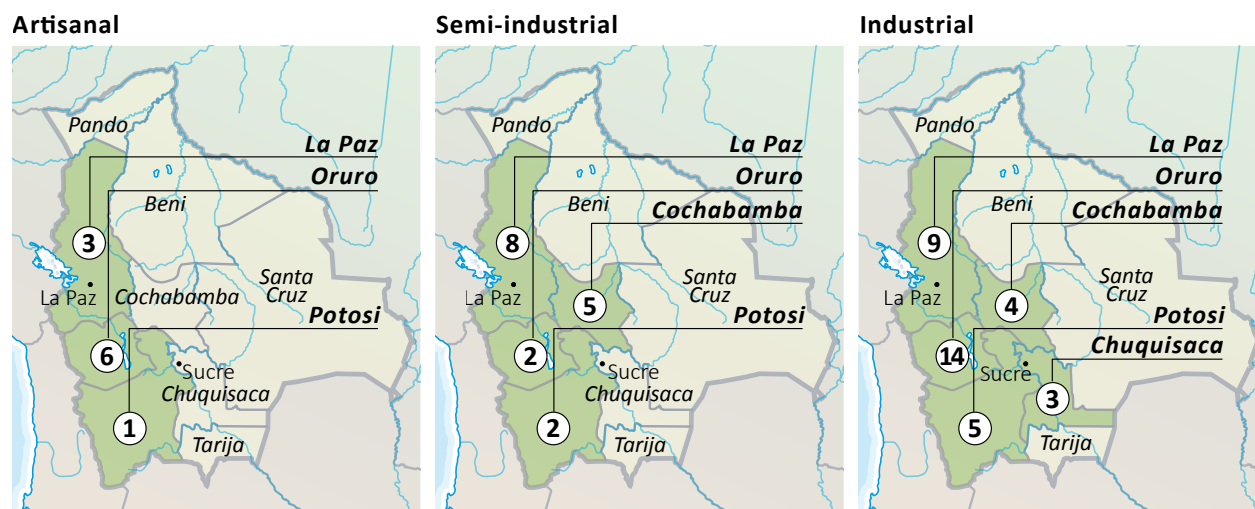 Artisanal
Pando
La Paz
Oruro
Beni
3
Santa
Cruz
La Paz
Cochabamba
Potosi
6
Sucre
Chuquisaca
1
Tarija
Semi-industrial
Pando
La Paz
Oruro
Beni
Cochabamba
8
Santa
Cruz
La Paz
5
Potosi
2
Sucre
Chuquisaca
2
Tarija
Industrial
Pando
La Paz
Oruro
Beni
Cochabamba
9
Santa
Cruz
La Paz
4
Potosi
Chuquisaca
14
Sucre
3
5
Tarija